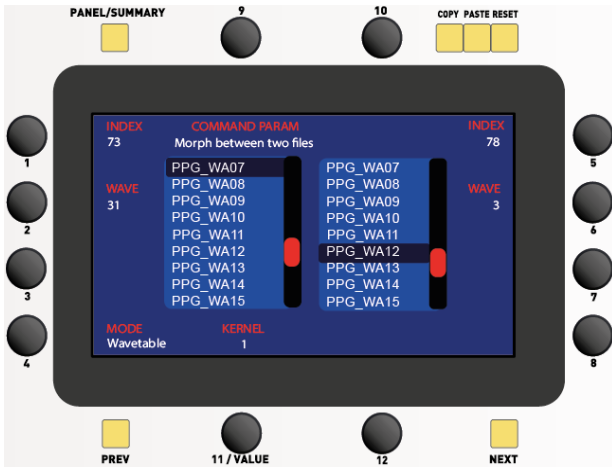 PANEL/SUMMARY
9
10
COPY PASTE RESET
INDEX
73
COMMAND PARAM
Morph between two files
INDEX
78
1
2
3
4
WAVE
31
PPG_WA07
PPG_WA08
PPG_WA09
PPG_WA10
PPG_WA11
PPG_WA12
PPG_WA13
PPG_WA14
PPG_WA15
PPG_WA07
PPG_WA08
PPG_WA09
PPG_WA10
PPG_WA11
PPG_WA12
PPG_WA13
PPG_WA14
PPG_WA15
WAVE
3
5
6
7
8
MODE
Wavetable
KERNEL
1
PREV
11 / VALUE
12
NEXT